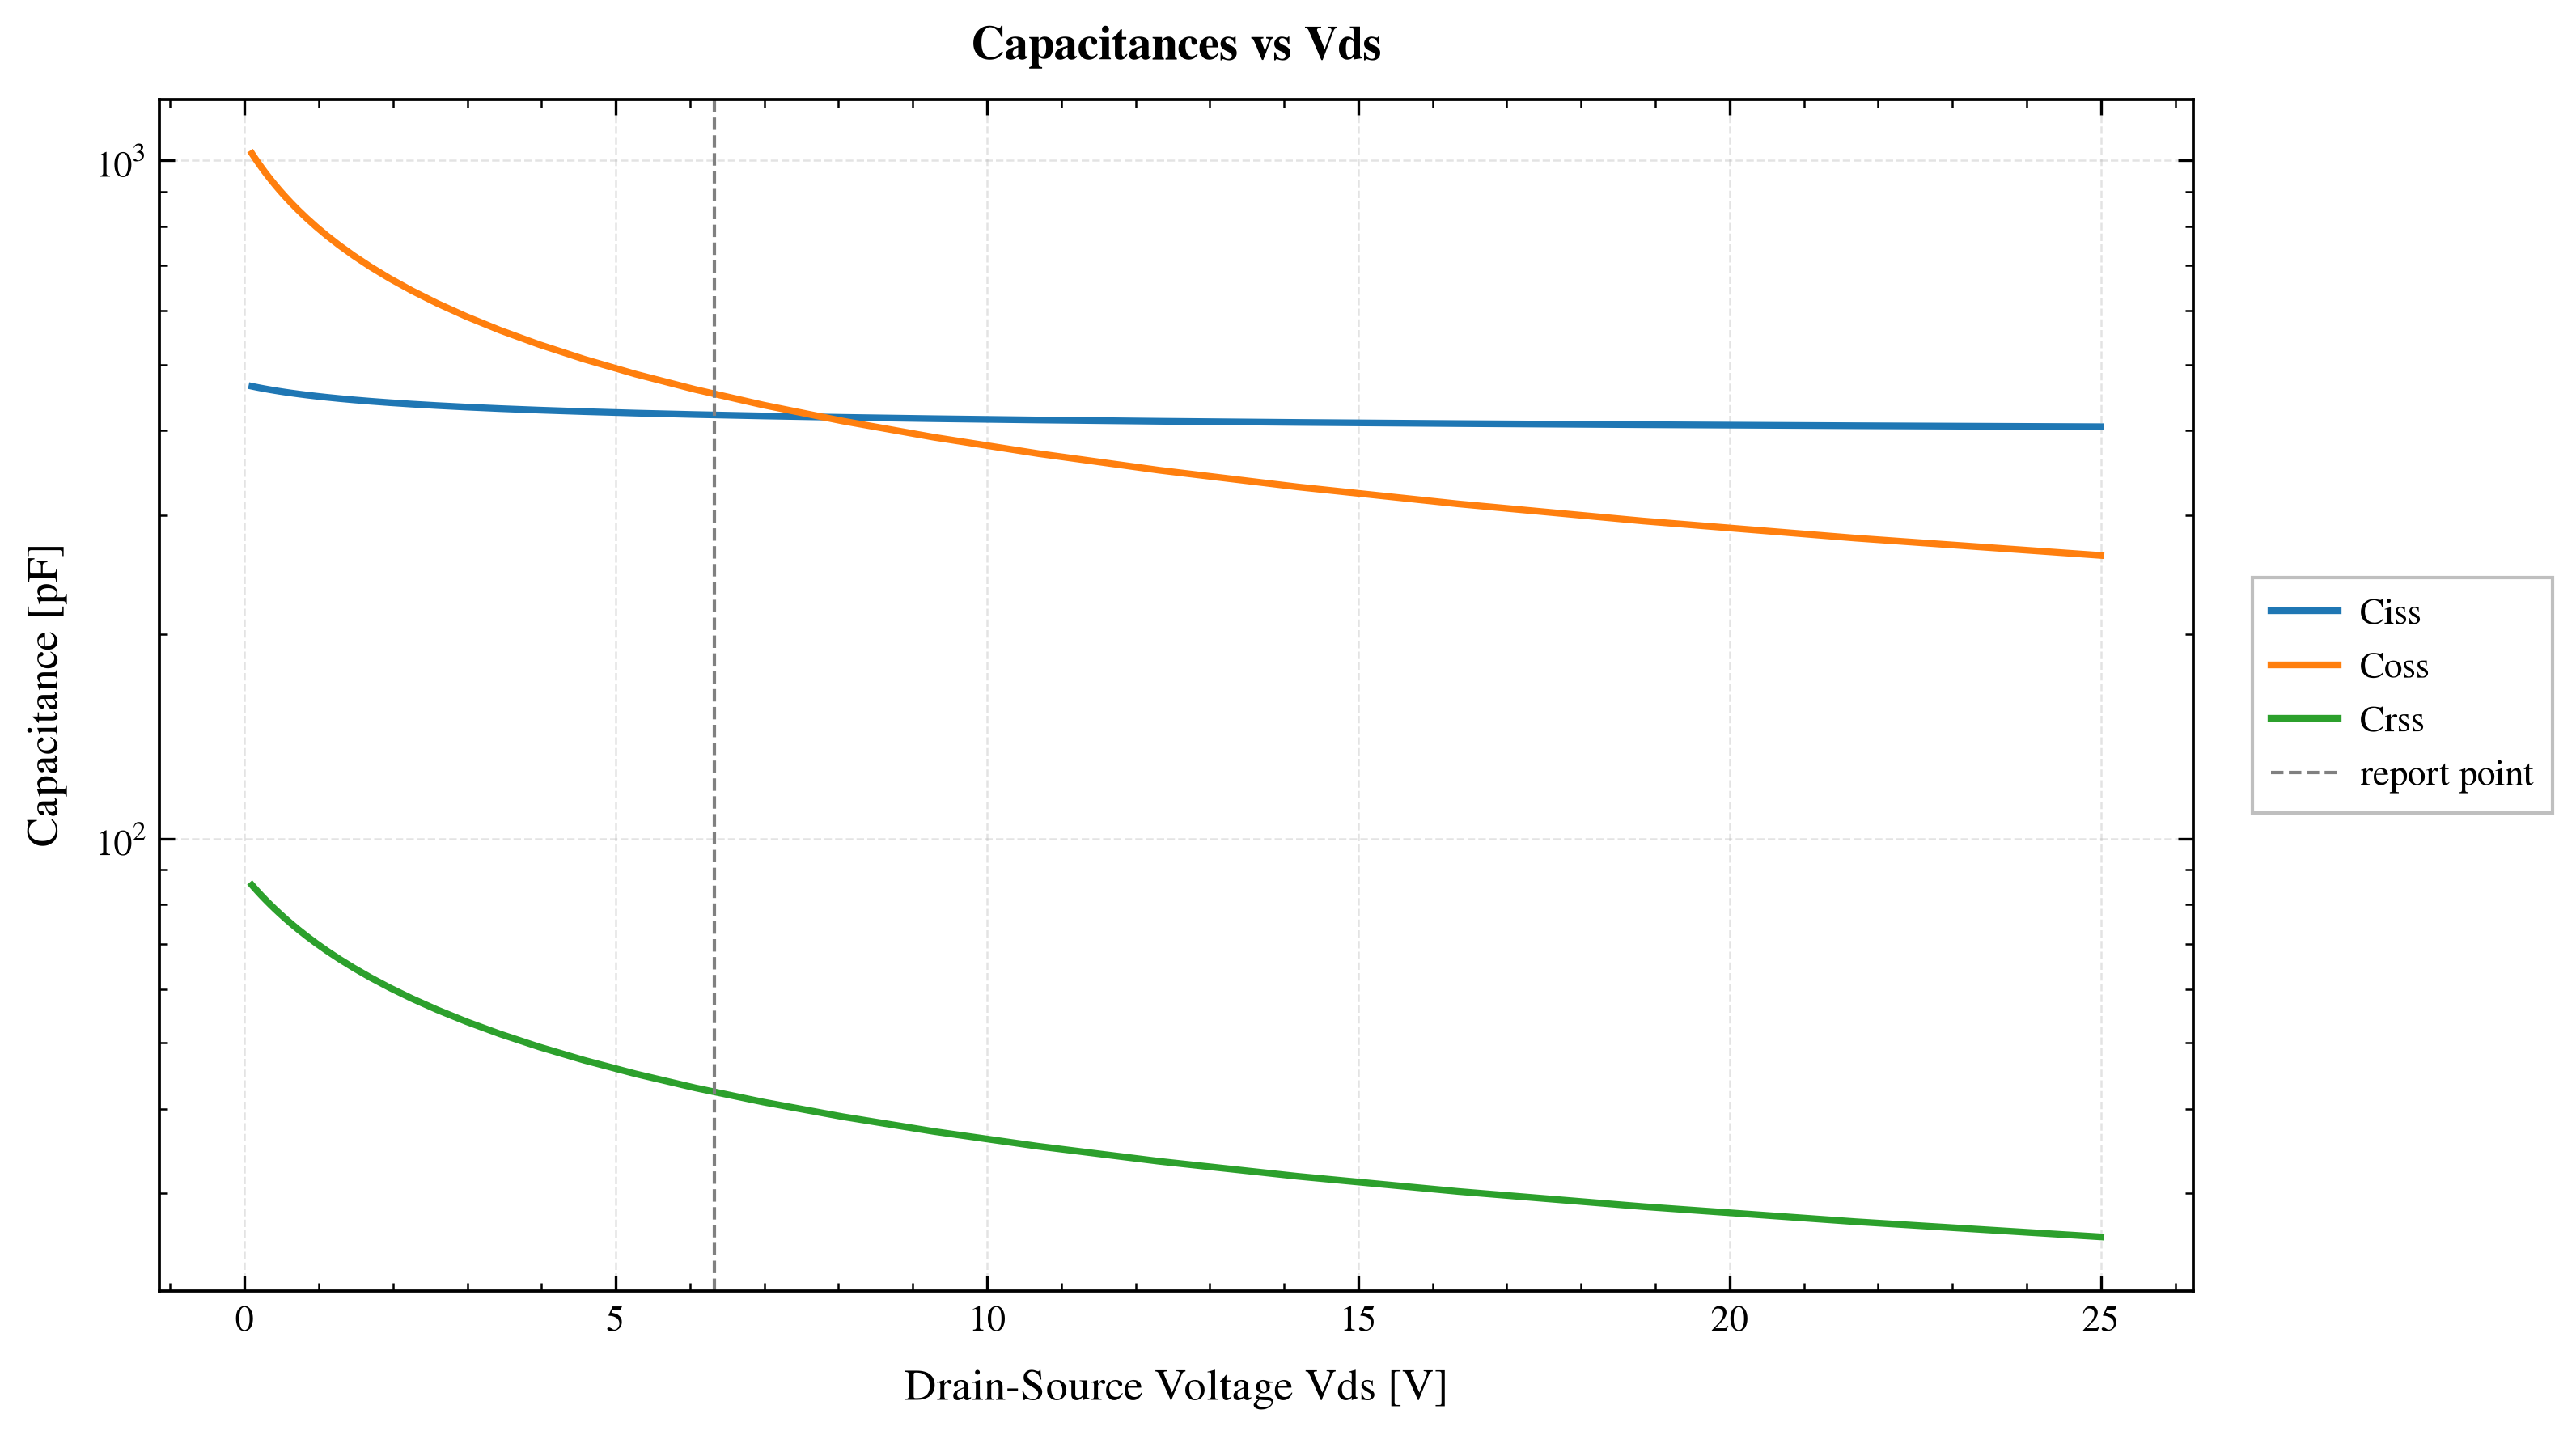 Capacitances vs Vds
10³
10²
Capacitance [pF]
0 5 10 15 20 25
Drain-Source Voltage Vds [V]
Ciss
Coss
Crss
report point